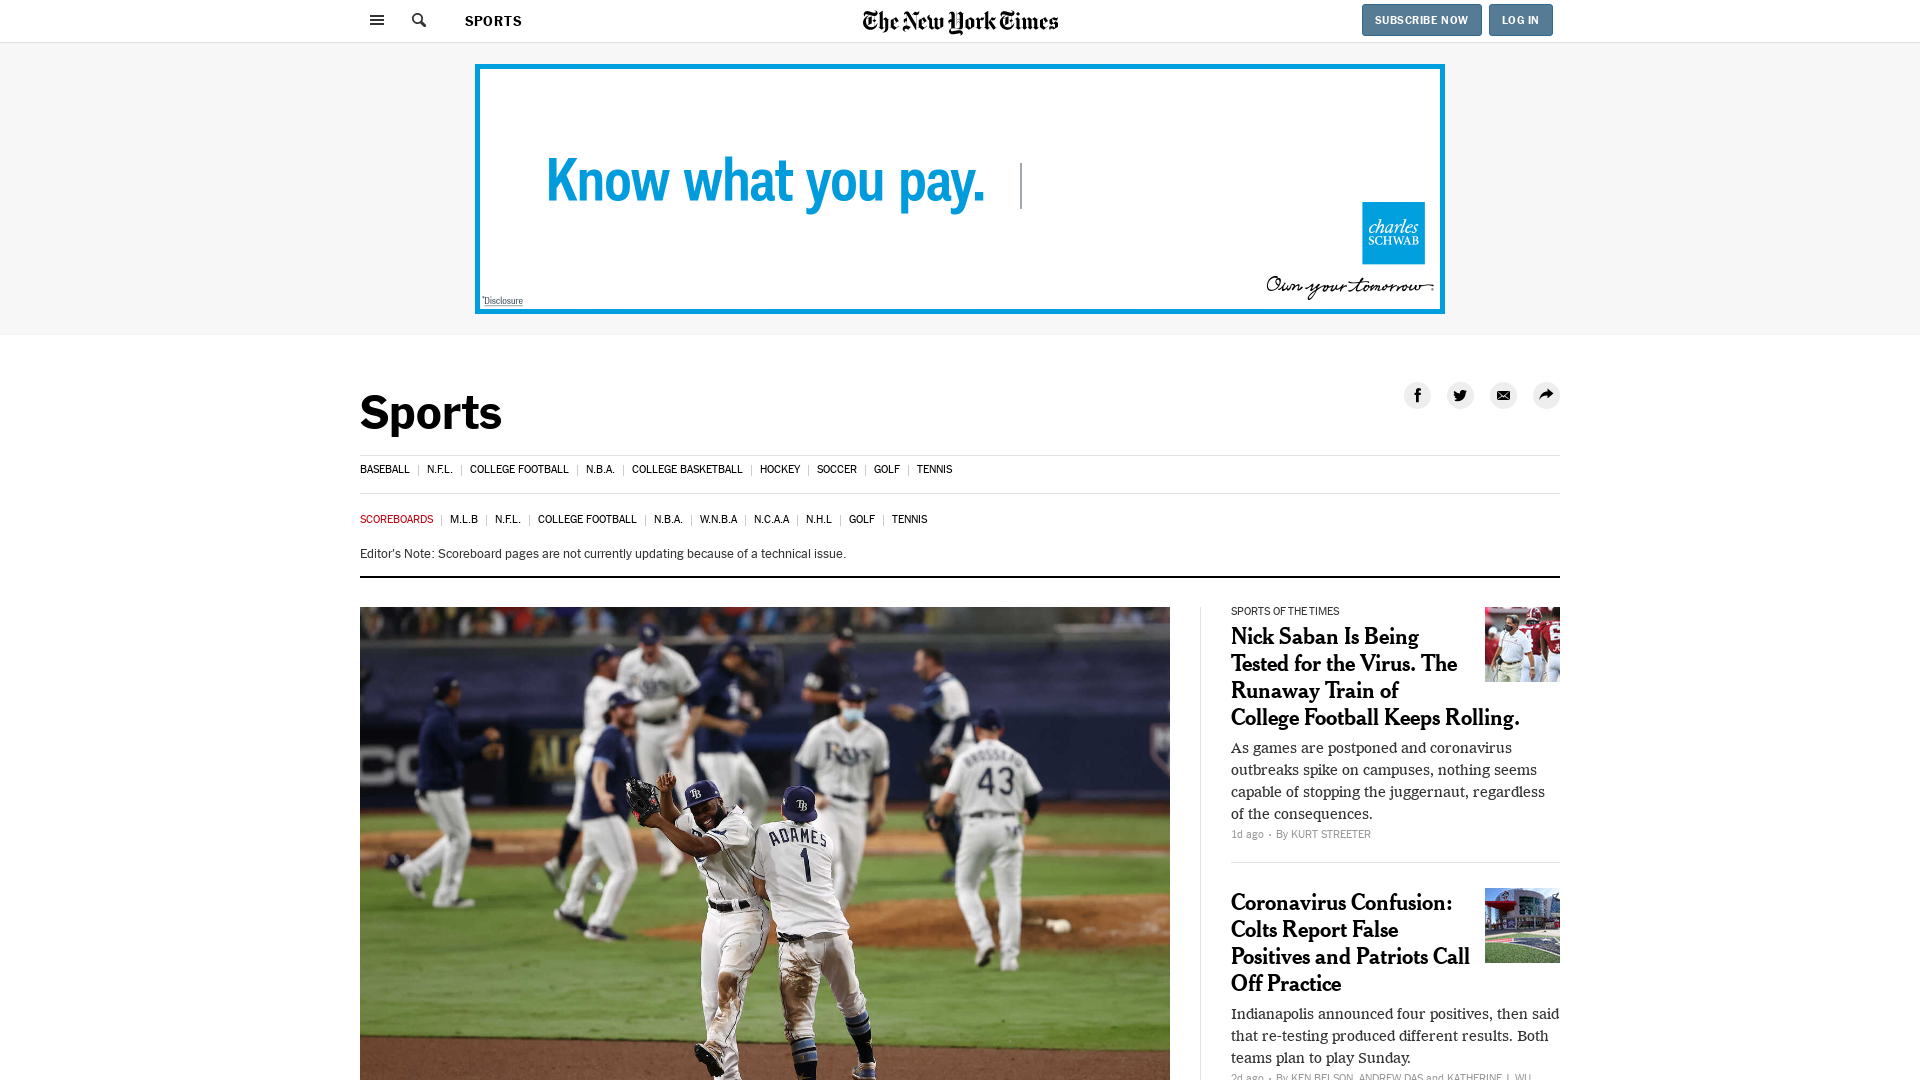 SPORTS
The New York Times
SUBSCRIBE NOW
LOG IN
Know what you pay.
charles
SCHWAB
Own your tomorrow
*Disclosure
Sports
BASEBALL | N.F.L. | COLLEGE FOOTBALL | N.B.A. | COLLEGE BASKETBALL | HOCKEY | SOCCER | GOLF | TENNIS
SCOREBOARDS | M.L.B | N.F.L. | COLLEGE FOOTBALL | N.B.A. | W.N.B.A | N.C.A.A | N.H.L | GOLF | TENNIS
Editor's Note: Scoreboard pages are not currently updating because of a technical issue.
RAYS
43
TB
TB
ADAMES
1
SPORTS OF THE TIMES
Nick Saban Is Being
Tested for the Virus. The
Runaway Train of
College Football Keeps Rolling.
As games are postponed and coronavirus
outbreaks spike on campuses, nothing seems
capable of stopping the juggernaut, regardless
of the consequences.
1d ago • By KURT STREETER
Coronavirus Confusion:
Colts Report False
Positives and Patriots Call
Off Practice
Indianapolis announced four positives, then said
that re-testing produced different results. Both
teams plan to play Sunday.
2d ago • By KEN BELSON, ANDREW DAS and KATHERINE J. WU